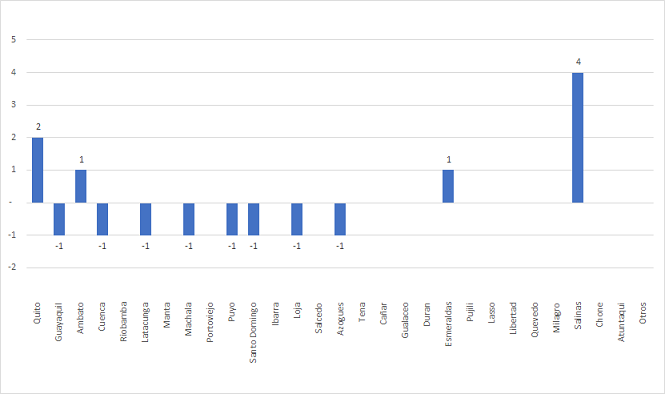 5
4
3
2
1
-
-1
-2
2
-1
1
-1
-1
-1
-1
-1
-1
-1
1
4
Quito
Guayaquil
Ambato
Cuenca
Riobamba
Latacunga
Manta
Machala
Portoviejo
Puyo
Santo Domingo
Ibarra
Loja
Salcedo
Azogues
Tena
Cañar
Gualaceo
Duran
Esmeraldas
Pujili
Lasso
Libertad
Quevedo
Milagro
Salinas
Chone
Atuntaqui
Otros